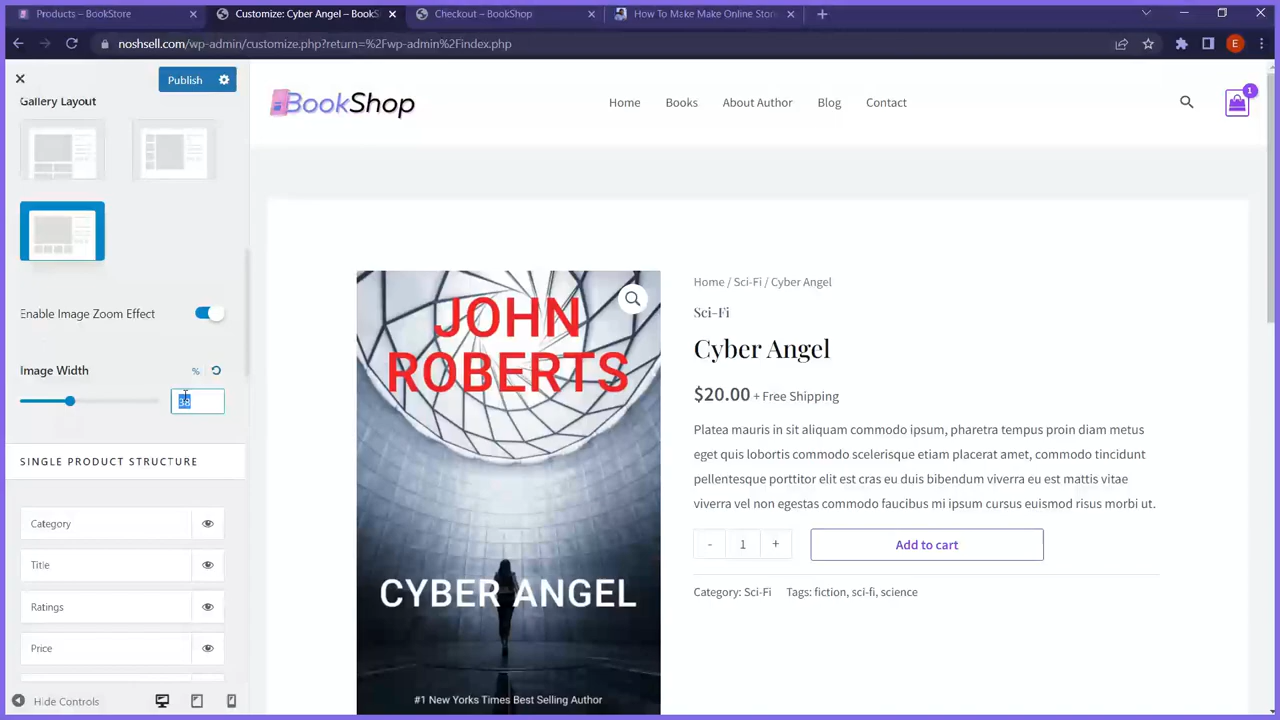 Products – BookStore
Customize: Cyber Angel – BookS
Checkout – BookShop
How To Make Make Online Stor
noshsell.com/wp-admin/customize.php?return=%2Fwp-admin%2Findex.php
E
Publish
Gallery Layout
Enable Image Zoom Effect
Image Width
%
38
SINGLE PRODUCT STRUCTURE
Category
Title
Ratings
Price
Hide Controls
BookShop
Home
Books
About Author
Blog
Contact
1
JOHN
ROBERTS
CYBER ANGEL
#1 New Yorks Times Best Selling Author
Home / Sci-Fi / Cyber Angel
Sci-Fi
Cyber Angel
$20.00 + Free Shipping
Platea mauris in sit aliquam commodo ipsum, pharetra tempus proin diam metus
eget quis lobortis commodo scelerisque etiam placerat amet, commodo tincidunt
pellentesque porttitor elit est cras eu duis bibendum viverra eu est mattis vitae
viverra vel non egestas commodo faucibus mi ipsum cursus euismod risus morbi ut.
- 1 +
Add to cart
Category: Sci-Fi Tags: fiction, sci-fi, science